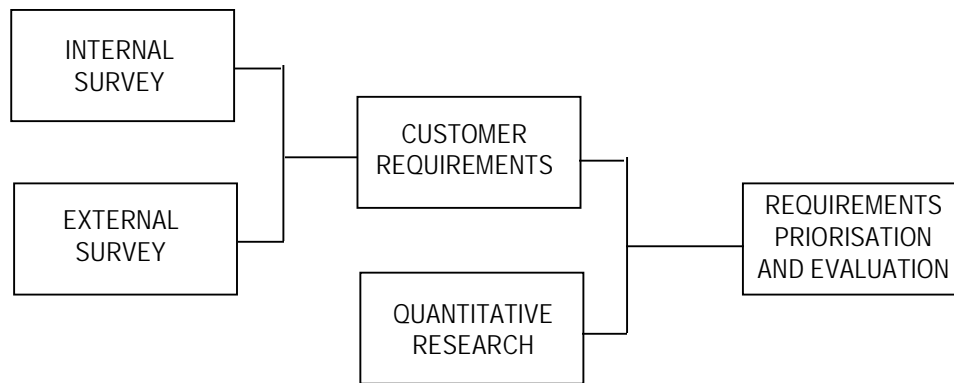 INTERNAL
SURVEY
EXTERNAL
SURVEY
CUSTOMER
REQUIREMENTS
QUANTITATIVE
RESEARCH
REQUIREMENTS
PRIORISATION
AND EVALUATION